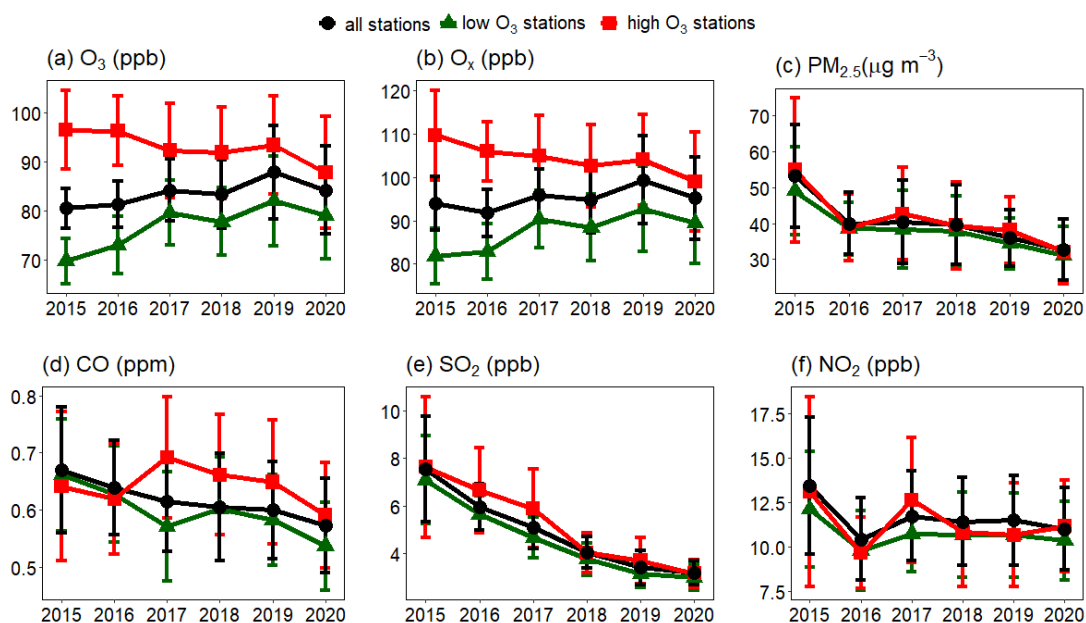 all stations low O₃ stations high O₃ stations
(a) O₃ (ppb)
100
90
80
70
2015 2016 2017 2018 2019 2020
(b) Oₓ (ppb)
120
110
100
90
80
2015 2016 2017 2018 2019 2020
(c) PM₂.₅(μg m⁻³)
70
60
50
40
30
2015 2016 2017 2018 2019 2020
(d) CO (ppm)
0.8
0.7
0.6
0.5
2015 2016 2017 2018 2019 2020
(e) SO₂ (ppb)
10
8
6
4
2015 2016 2017 2018 2019 2020
(f) NO₂ (ppb)
17.5
15.0
12.5
10.0
7.5
2015 2016 2017 2018 2019 2020